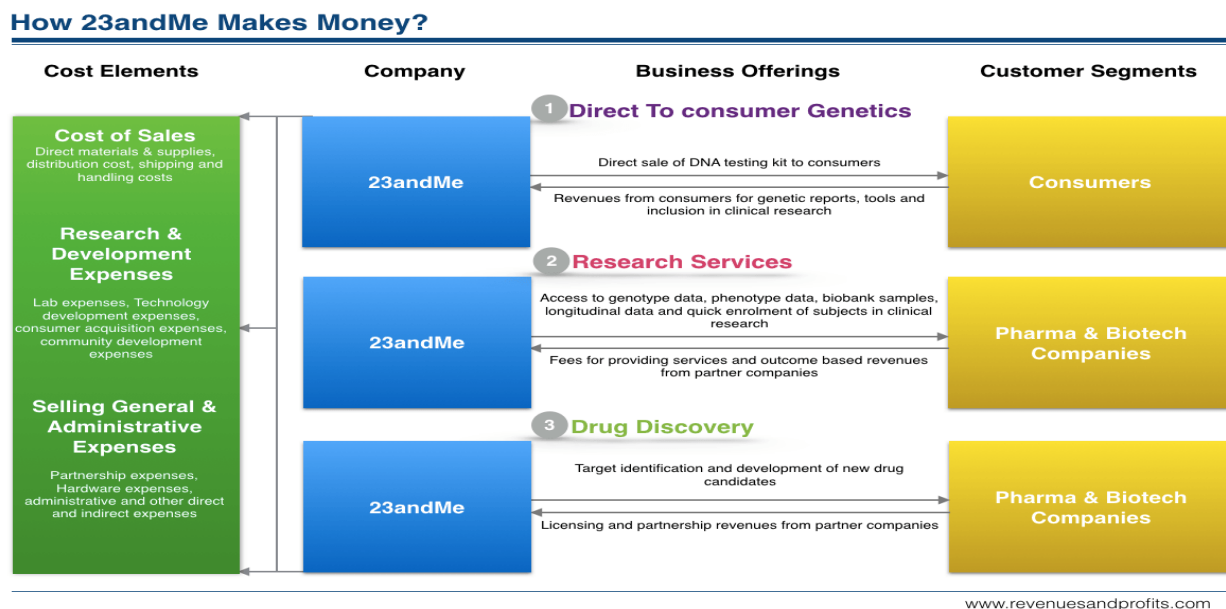 How 23andMe Makes Money?
Cost Elements
Company
Business Offerings
Customer Segments
Cost of Sales
Direct materials & supplies,
distribution cost, shipping and
handling costs
Research &
Development
Expenses
Lab expenses, Technology
development expenses,
consumer acquisition expenses,
community development
expenses
Selling General &
Administrative
Expenses
Partnership expenses,
Hardware expenses,
administrative and other direct
and indirect expenses
1 Direct To consumer Genetics
23andMe
Direct sale of DNA testing kit to consumers
Revenues from consumers for genetic reports, tools and
inclusion in clinical research
Consumers
2 Research Services
23andMe
Access to genotype data, phenotype data, biobank samples,
longitudinal data and quick enrolment of subjects in clinical
research
Fees for providing services and outcome based revenues
from partner companies
Pharma & Biotech
Companies
3 Drug Discovery
23andMe
Target identification and development of new drug
candidates
Licensing and partnership revenues from partner companies
Pharma & Biotech
Companies
www.revenuesandprofits.com